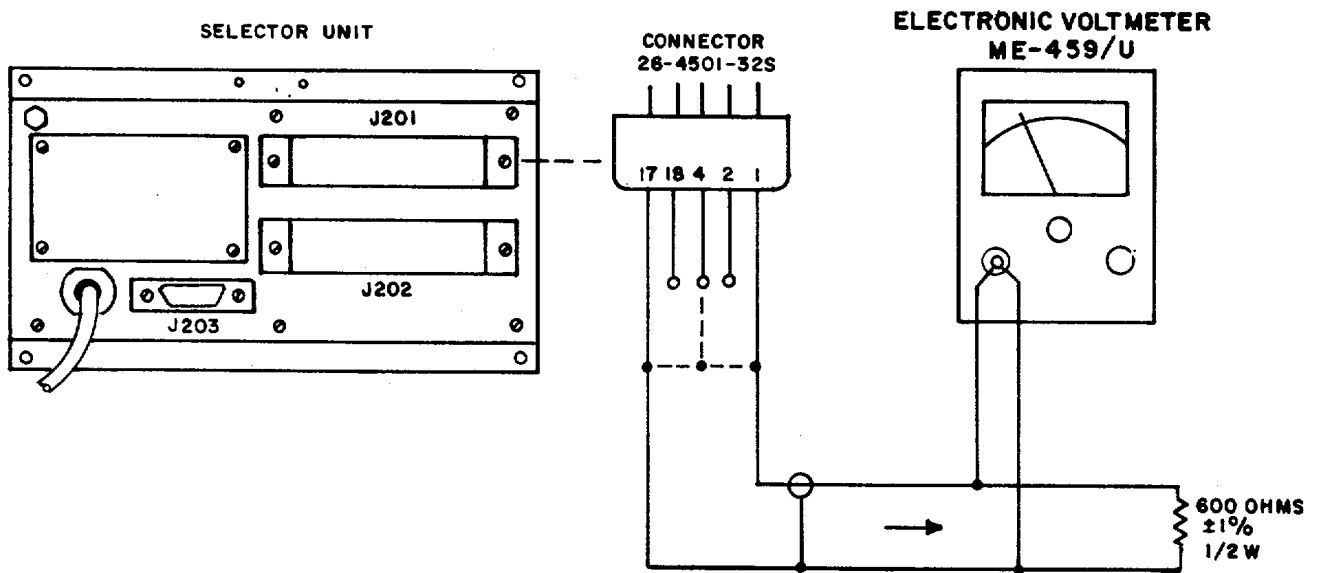 SELECTOR UNIT
J201
J202
J203
CONNECTOR
26-4501-32S
17 18 4 2 1
ELECTRONIC VOLTMETER
ME-459/U
600 OHMS
±1%
1/2 W